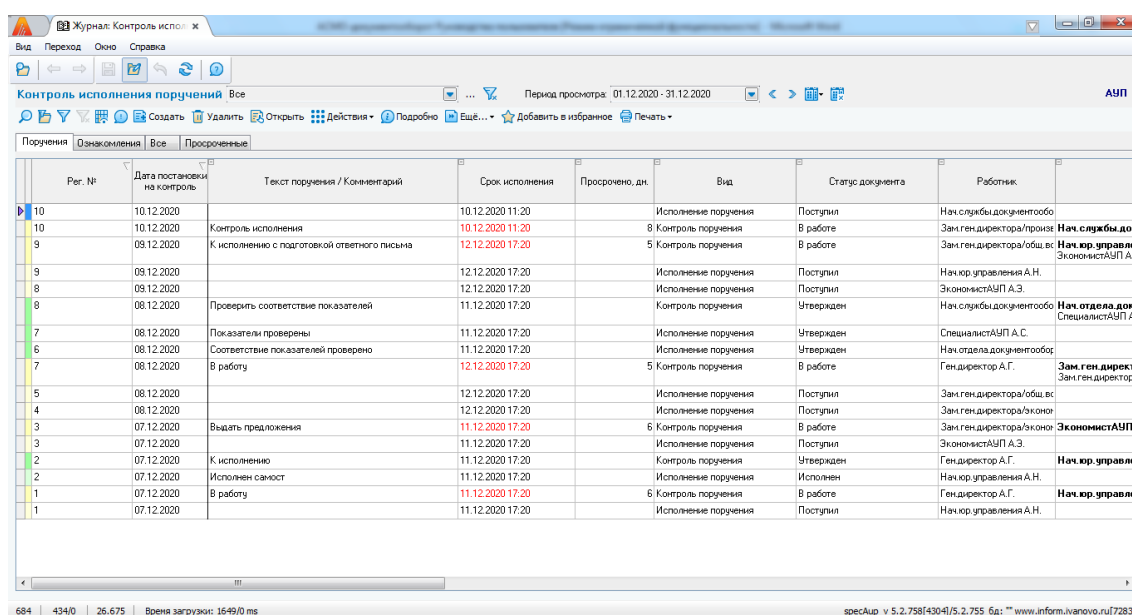 Журнал: Контроль испол x
Вид Переход Окно Справка
Контроль исполнения поручений Все ... Период просмотра: 01.12.2020 - 31.12.2020 АУП
Создать Удалить Открыть Действия Подробно Ещё... Добавить в избранное Печать
Поручения Ознакомления Все Просроченные
Рег. № Дата постановки на контроль Текст поручения / Комментарий Срок исполнения Просрочено, дн. Вид Статус документа Работник
10 10.12.2020 10.12.2020 11:20 Исполнение поручения Поступил Нач.службы.документообо
10 10.12.2020 Контроль исполнения 10.12.2020 11:20 8 Контроль поручения В работе Зам.ген.директора/произв Нач.службы.до
9 09.12.2020 К исполнению с подготовкой ответного письма 12.12.2020 17:20 5 Контроль поручения В работе Зам.ген.директора/общ.во Нач.юр.управле
ЭкономистАУП А
9 09.12.2020 12.12.2020 17:20 Исполнение поручения Поступил Нач.юр.управления А.Н.
8 09.12.2020 12.12.2020 17:20 Исполнение поручения Поступил ЭкономистАУП А.Э.
8 08.12.2020 Проверить соответствие показателей 11.12.2020 17:20 Контроль поручения Утвержден Нач.службы.документообо Нач.отдела.док
СпециалистАУП А
7 08.12.2020 Показатели проверены 11.12.2020 17:20 Исполнение поручения Утвержден СпециалистАУП А.С.
6 08.12.2020 Соответствие показателей проверено 11.12.2020 17:20 Исполнение поручения Утвержден Нач.отдела.документообор
7 08.12.2020 В работу 12.12.2020 17:20 5 Контроль поручения В работе Ген.директор А.Г. Зам.ген.директ
Зам.ген.директор
5 08.12.2020 12.12.2020 17:20 Исполнение поручения Поступил Зам.ген.директора/общ.во
4 08.12.2020 12.12.2020 17:20 Исполнение поручения Поступил Зам.ген.директора/эконом
3 07.12.2020 Выдать предложения 11.12.2020 17:20 6 Контроль поручения В работе Зам.ген.директора/эконом ЭкономистАУП
3 07.12.2020 11.12.2020 17:20 Исполнение поручения Поступил ЭкономистАУП А.Э.
2 07.12.2020 К исполнению 11.12.2020 17:20 Контроль поручения Утвержден Ген.директор А.Г. Нач.юр.управле
2 07.12.2020 Исполнен самост 11.12.2020 17:20 Исполнение поручения Исполнен Нач.юр.управления А.Н.
1 07.12.2020 В работу 11.12.2020 17:20 6 Контроль поручения В работе Ген.директор А.Г. Нач.юр.управле
1 07.12.2020 11.12.2020 17:20 Исполнение поручения Поступил Нач.юр.управления А.Н.
684 434/0 26.675 Время загрузки: 1649/0 ms specAup v 5.2.758[4304]/5.2.755 бд: "" www.inform.ivanovo.ru[7283